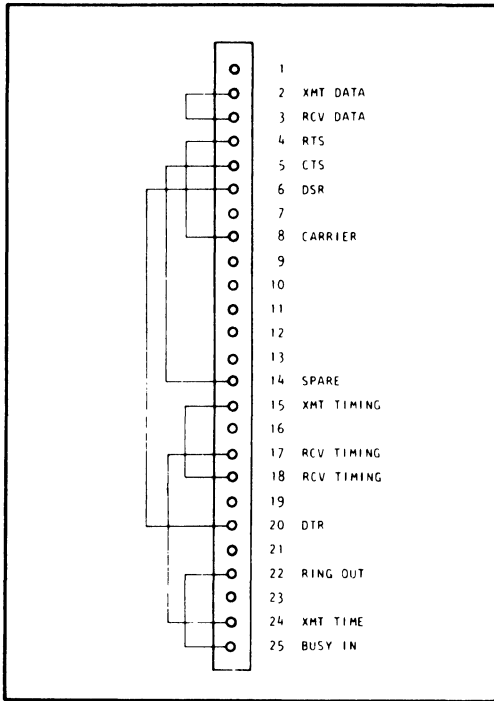 1
2 XMT DATA
3 RCV DATA
4 RTS
5 CTS
6 DSR
7
8 CARRIER
9
10
11
12
13
14 SPARE
15 XMT TIMING
16
17 RCV TIMING
18 RCV TIMING
19
20 DTR
21
22 RING OUT
23
24 XMT TIME
25 BUSY IN